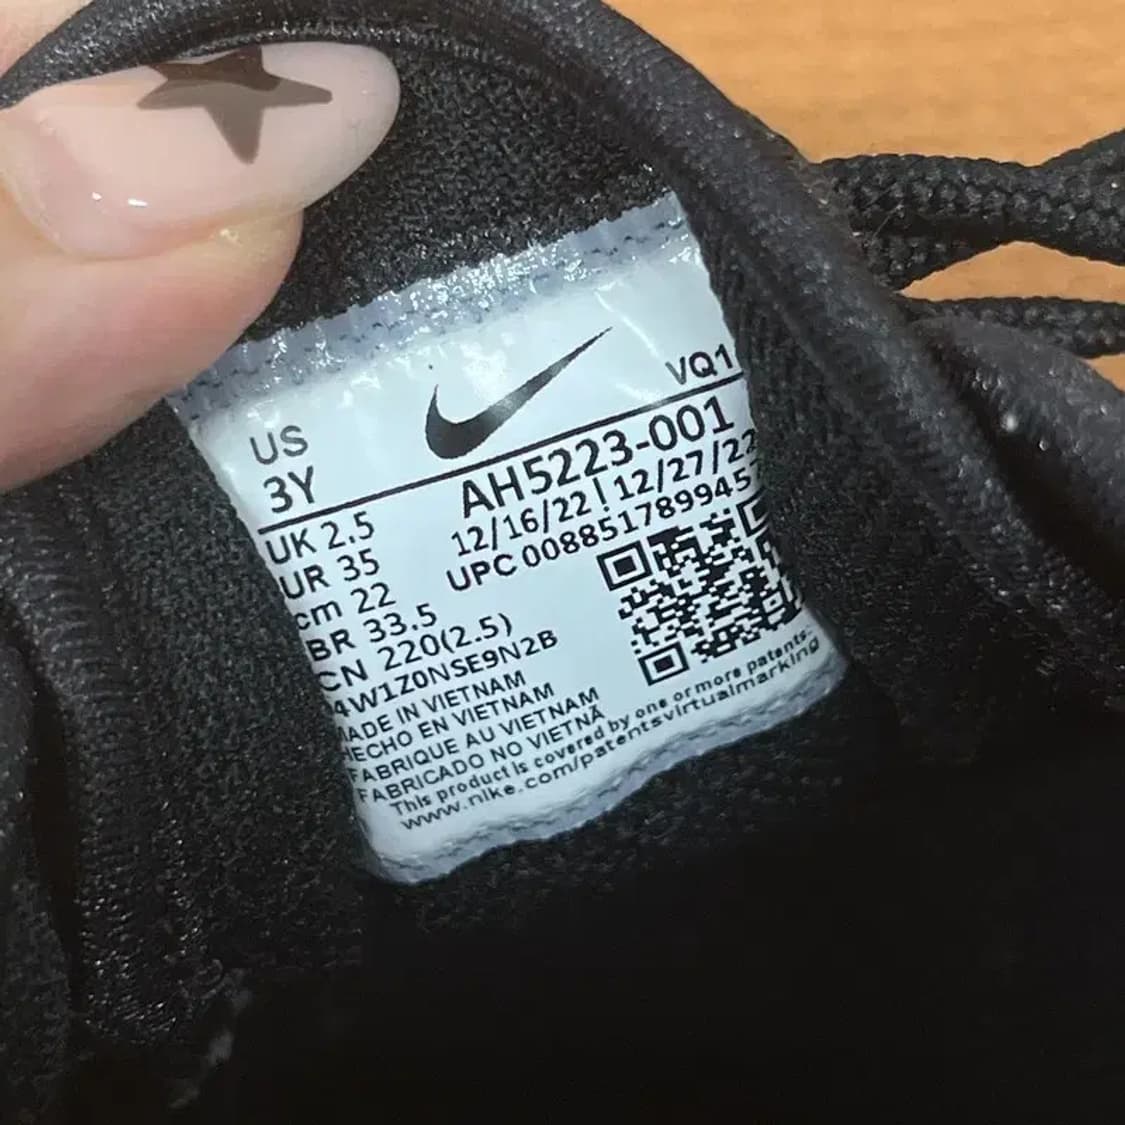 VQ1
US
3Y
AH5223-001
12/16/22 | 12/27/22
UPC 0088517899457
UK 2.5
UR 35
cm 22
BR 33.5
CN 220(2.5)
4W1Z0NSE9N2B
MADE IN VIETNAM
HECHO EN VIETNAM
FABRIQUE AU VIETNAM
FABRICADO NO VIETNÃ
This product is covered by one or more patents:
www.nike.com/patentsvirtualmarking